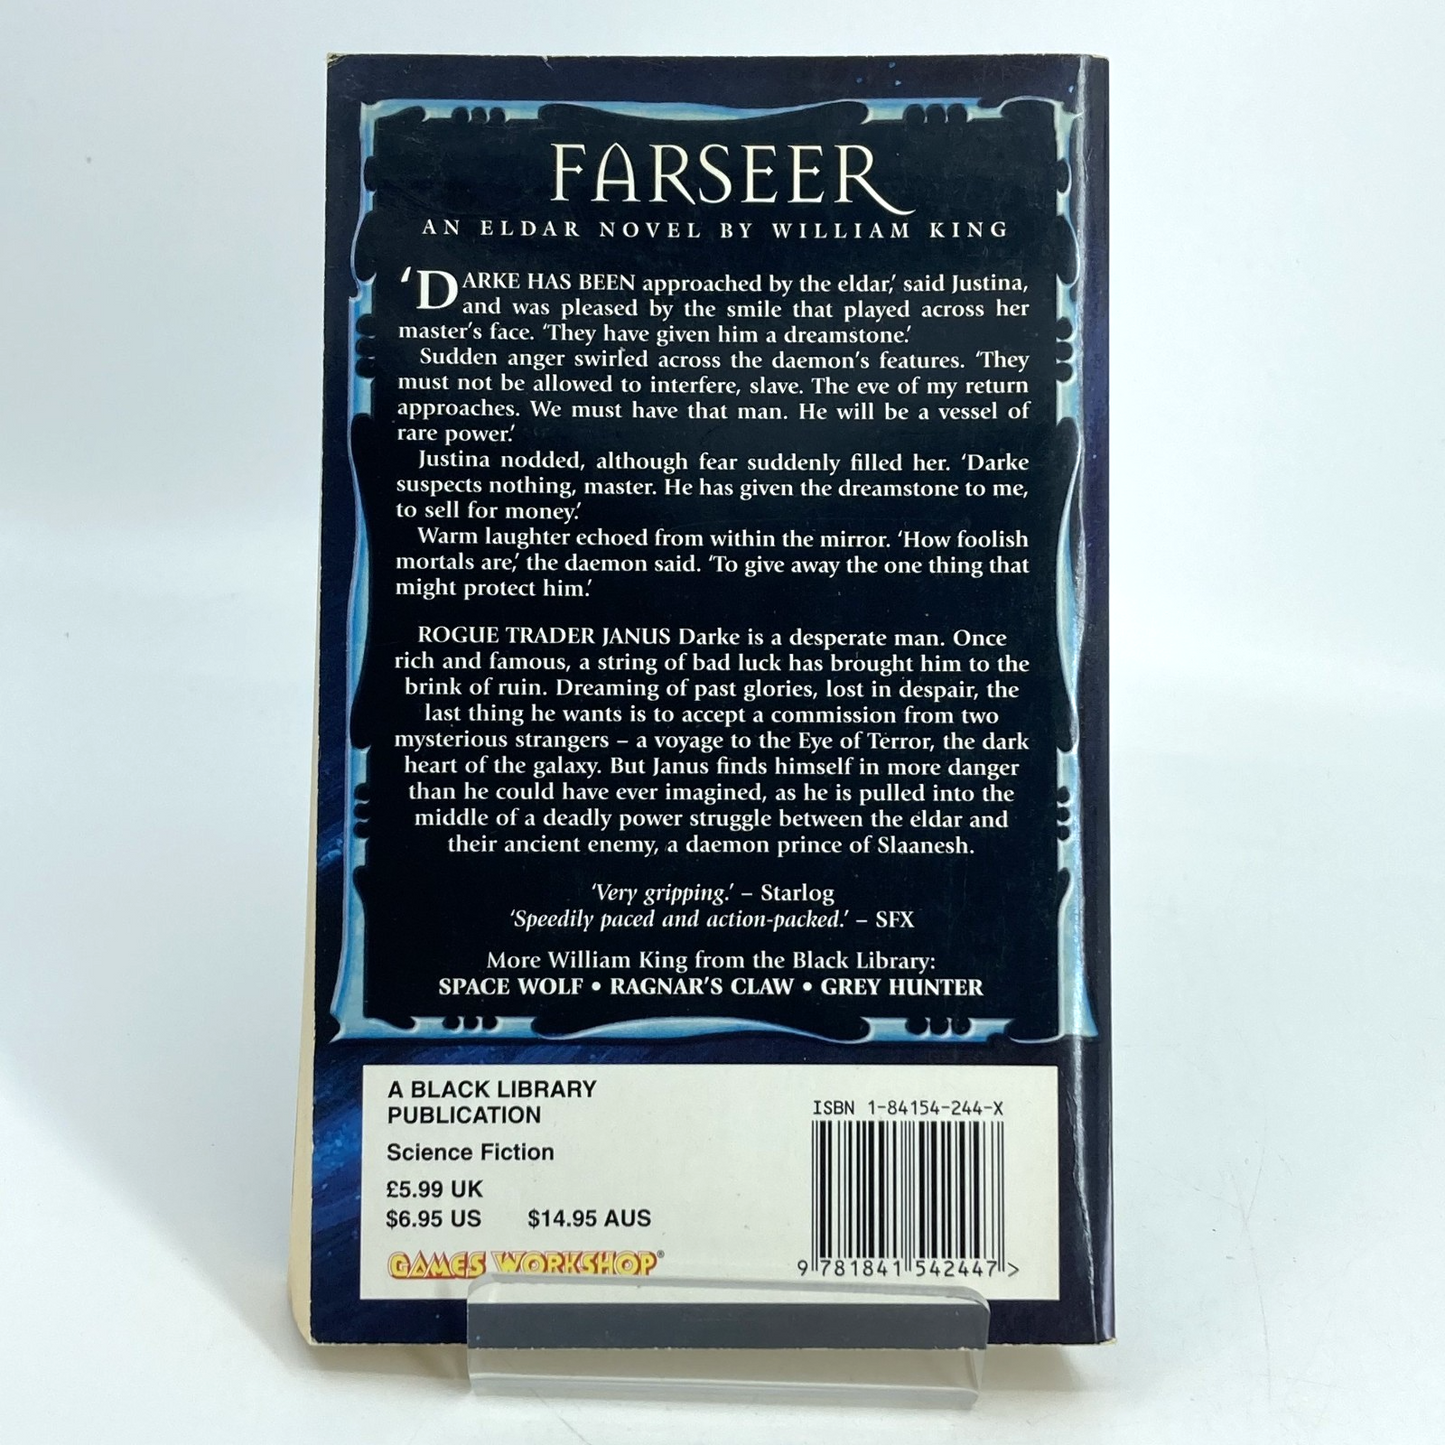 FARSEER
AN ELDAR NOVEL BY WILLIAM KING
‘DARKE HAS BEEN approached by the eldar,’ said Justina,
and was pleased by the smile that played across her
master’s face. ‘They have given him a dreamstone.’
Sudden anger swirled across the daemon’s features. ‘They
must not be allowed to interfere, slave. The eve of my return
approaches. We must have that man. He will be a vessel of
rare power.’
Justina nodded, although fear suddenly filled her. ‘Darke
suspects nothing, master. He has given the dreamstone to me,
to sell for money.’
Warm laughter echoed from within the mirror. ‘How foolish
mortals are,’ the daemon said. ‘To give away the one thing that
might protect him.’
ROGUE TRADER JANUS Darke is a desperate man. Once
rich and famous, a string of bad luck has brought him to the
brink of ruin. Dreaming of past glories, lost in despair, the
last thing he wants is to accept a commission from two
mysterious strangers – a voyage to the Eye of Terror, the dark
heart of the galaxy. But Janus finds himself in more danger
than he could have ever imagined, as he is pulled into the
middle of a deadly power struggle between the eldar and
their ancient enemy, a daemon prince of Slaanesh.
‘Very gripping.’ – Starlog
‘Speedily paced and action-packed.’ – SFX
More William King from the Black Library:
SPACE WOLF • RAGNAR’S CLAW • GREY HUNTER
A BLACK LIBRARY
PUBLICATION
Science Fiction
£5.99 UK
$6.95 US $14.95 AUS
GAMES WORKSHOP®
ISBN 1-84154-244-X
9 781841 542447 >